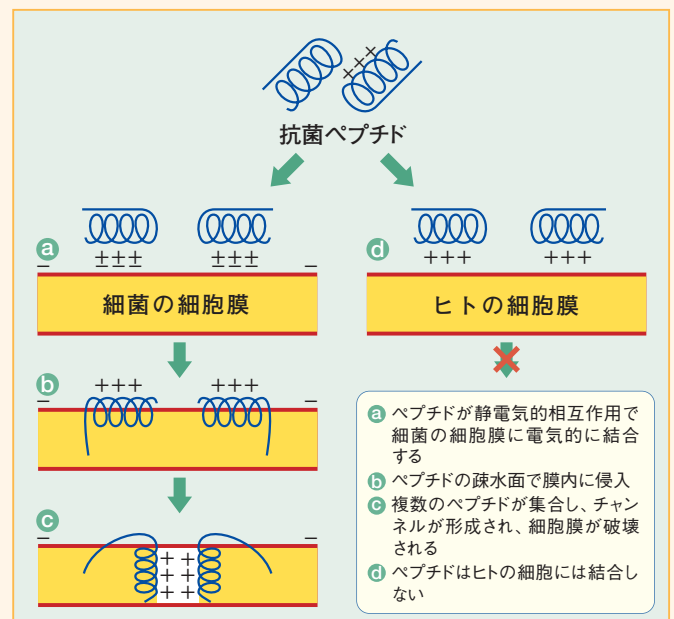 +++
抗菌ペプチド
a
± ± ± ± ± ±
− −
細菌の細胞膜
d
+++ +++
ヒトの細胞膜
b
+++ +++
− −
c
− −
+ +
+ +
+ +
a ペプチドが静電気的相互作用で
細菌の細胞膜に電気的に結合
する
b ペプチドの疎水面で膜内に侵入
c 複数のペプチドが集合し、チャン
ネルが形成され、細胞膜が破壊
される
d ペプチドはヒトの細胞には結合し
ない